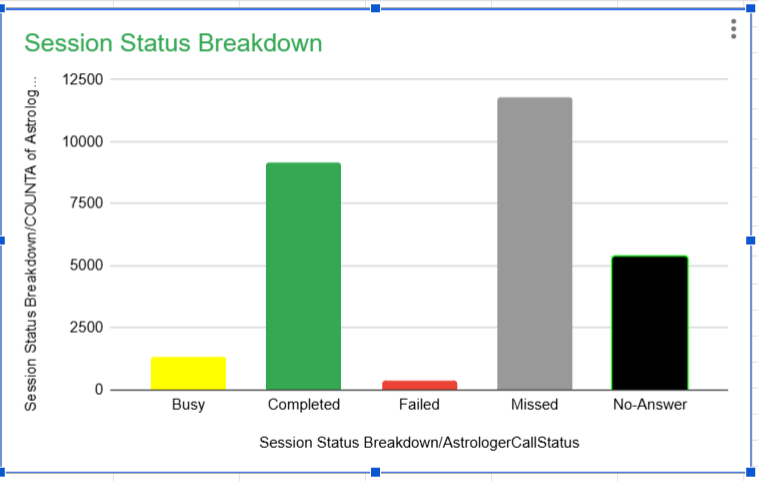 Session Status Breakdown
Session Status Breakdown/COUNTA of Astrolog...
12500
10000
7500
5000
2500
0
Busy Completed Failed Missed No-Answer
Session Status Breakdown/AstrologerCallStatus